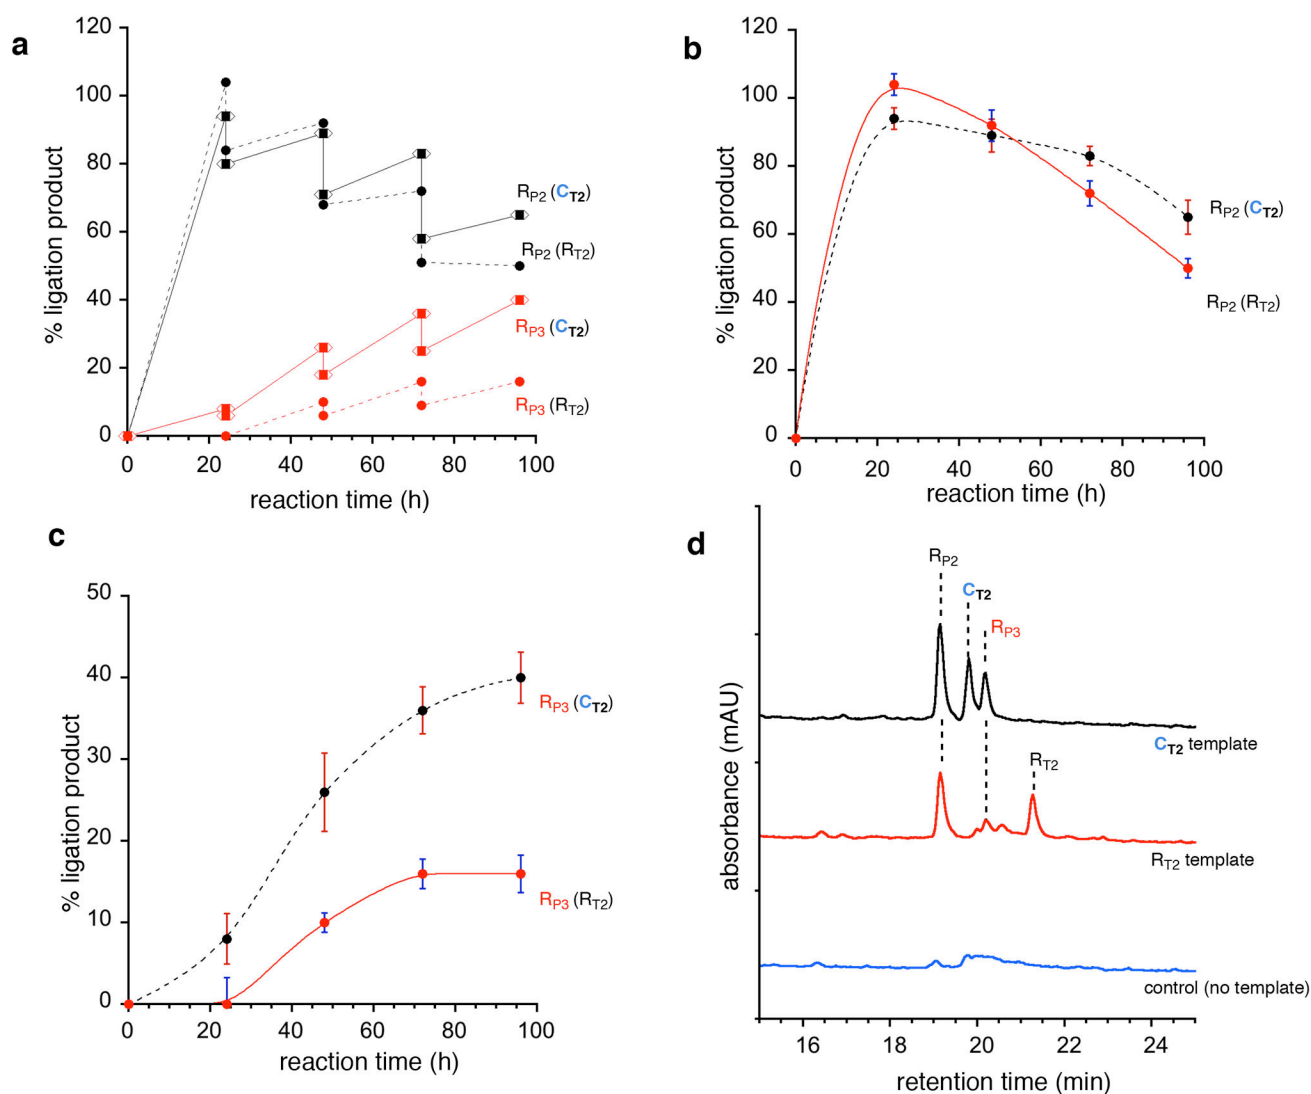 a
120
100
80
60
40
20
0
% ligation product
RP2 (CT2)
RP2 (RT2)
RP3 (CT2)
RP3 (RT2)
0 20 40 60 80 100
reaction time (h)
b
120
100
80
60
40
20
0
% ligation product
RP2 (CT2)
RP2 (RT2)
0 20 40 60 80 100
reaction time (h)
c
50
40
30
20
10
0
% ligation product
RP3 (CT2)
RP3 (RT2)
0 20 40 60 80 100
reaction time (h)
d
absorbance (mAU)
RP2
CT2
RP3
CT2 template
RT2
RT2 template
control (no template)
16 18 20 22 24
retention time (min)